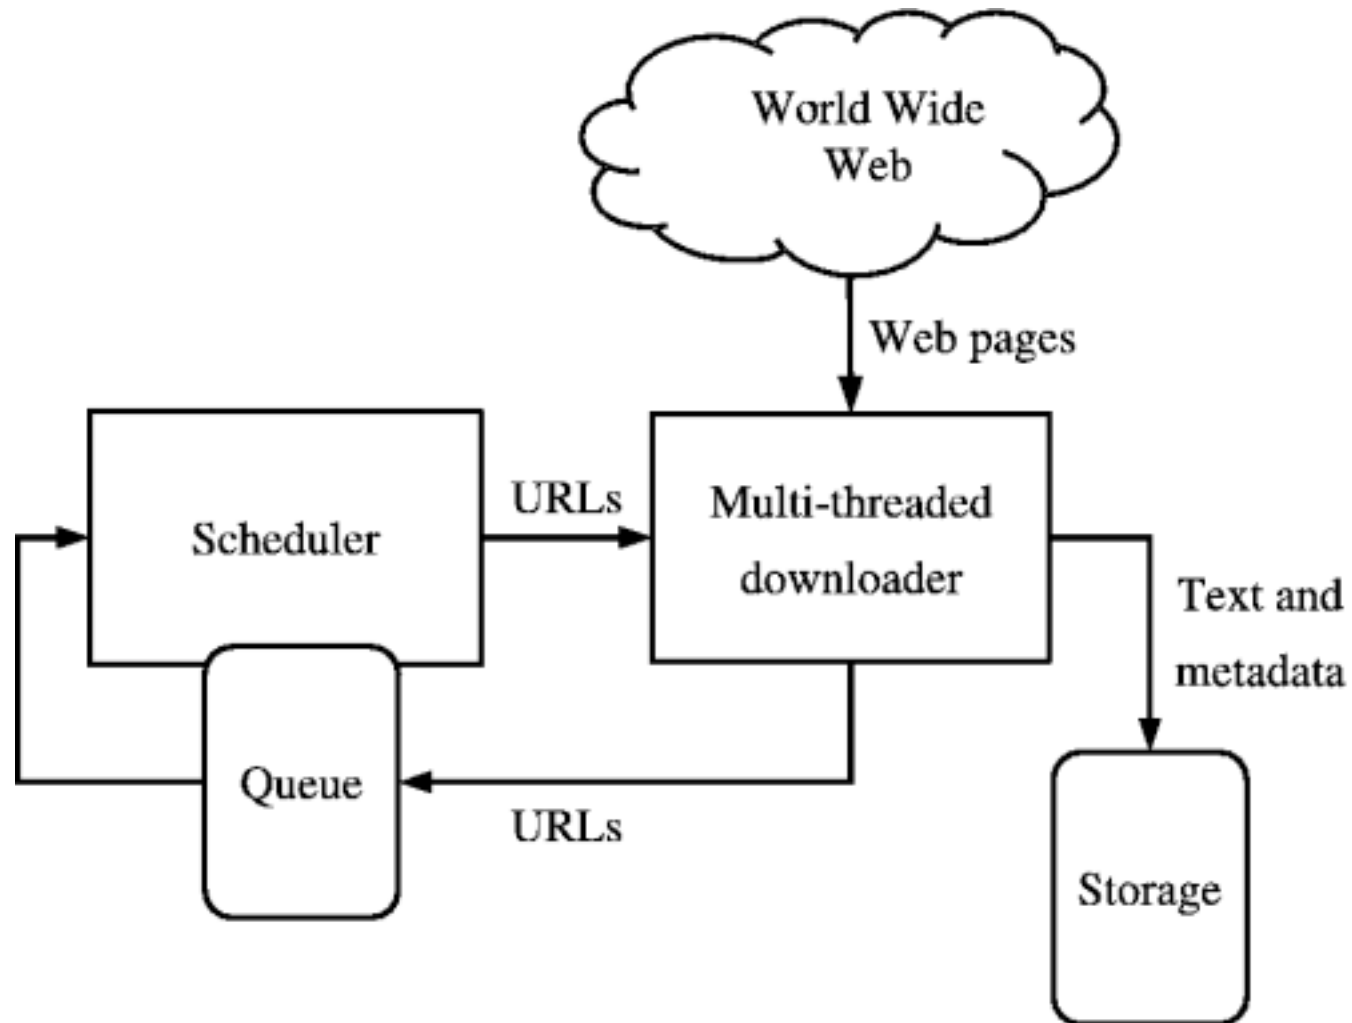 World Wide
Web
Web pages
URLs
Multi-threaded
downloader
Scheduler
Text and
metadata
Queue
URLs
Storage